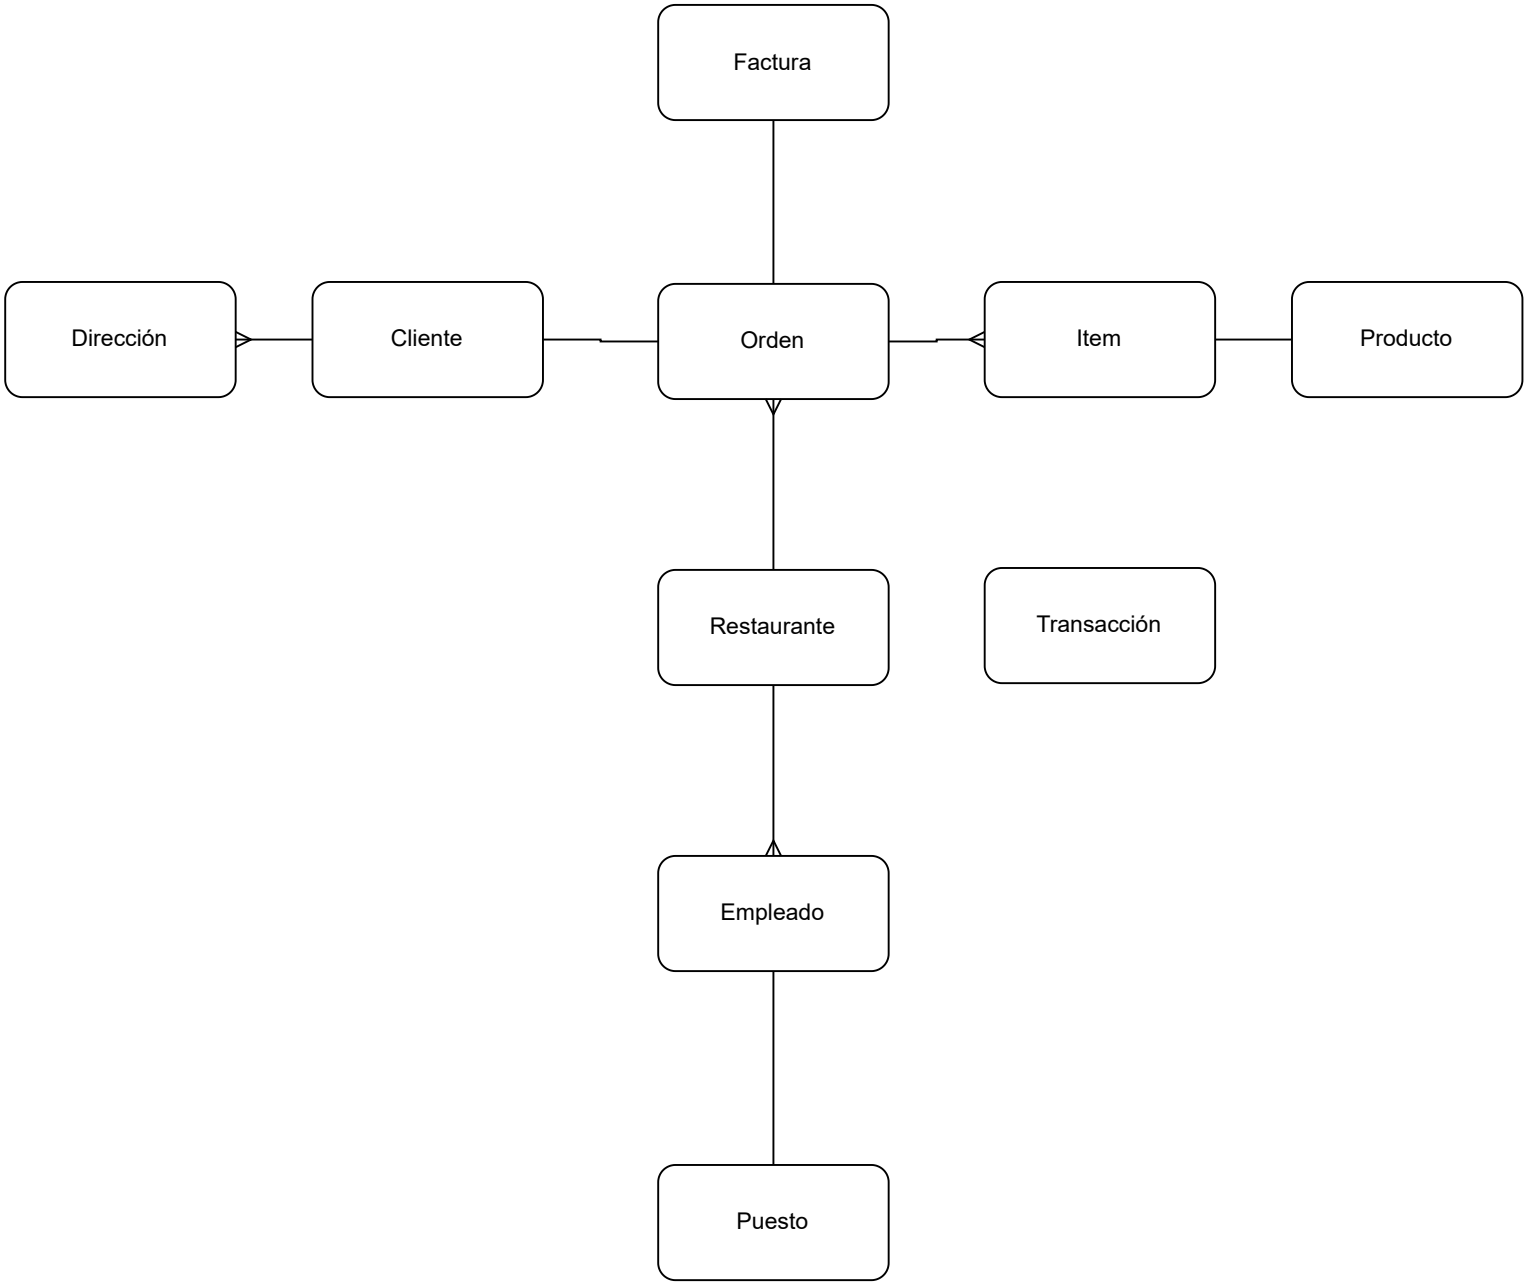 Factura
Dirección
Cliente
Orden
Item
Producto
Restaurante
Transacción
Empleado
Puesto